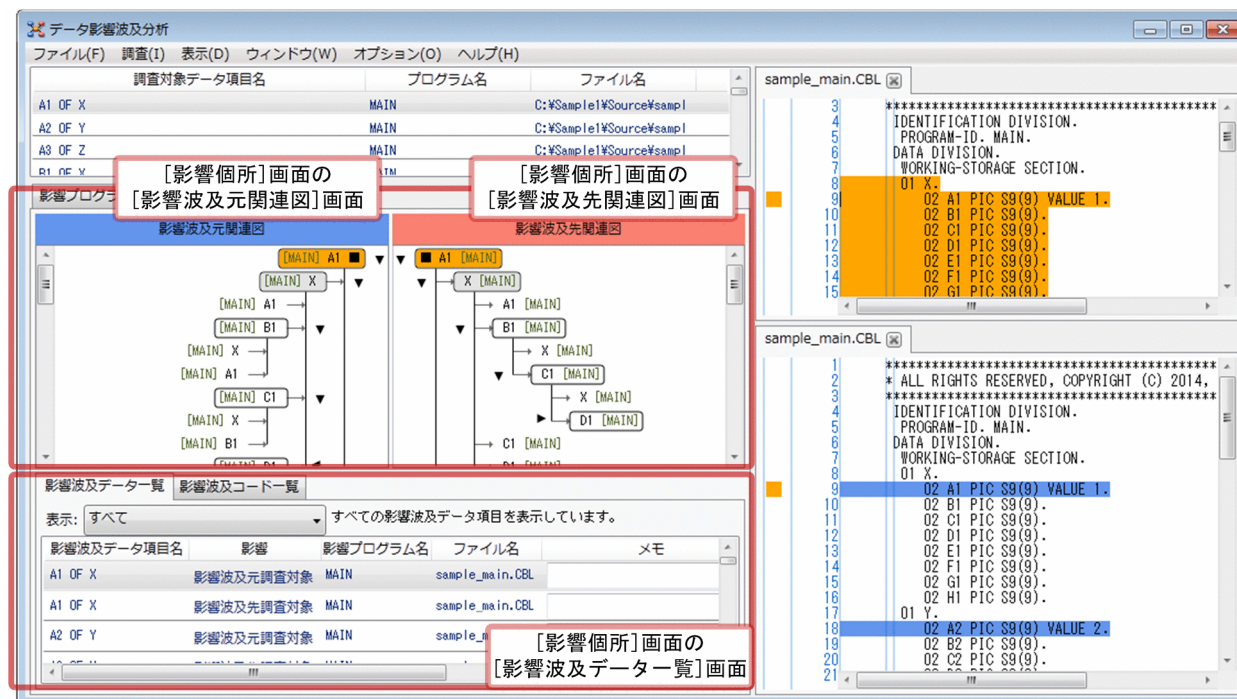 データ影響波及分析
ファイル(F) 調査(I) 表示(D) ウィンドウ(W) オプション(O) ヘルプ(H)
調査対象データ項目名 プログラム名 ファイル名
A1 OF X MAIN C:¥Sample1¥Source¥sampl
A2 OF Y MAIN C:¥Sample1¥Source¥sampl
A3 OF Z MAIN C:¥Sample1¥Source¥sampl
B1 OF X
[影響個所]画面の
[影響波及元関連図]画面
[影響個所]画面の
[影響波及先関連図]画面
影響プログラ
影響波及元関連図 影響波及先関連図
[MAIN] A1 ■ ▼ ▼ ■ A1 [MAIN]
[MAIN] X ▼ ▼ X [MAIN]
[MAIN] A1 A1 [MAIN]
[MAIN] B1 ▼ ▼ B1 [MAIN]
[MAIN] X X [MAIN]
[MAIN] A1 ▼ C1 [MAIN]
[MAIN] C1 ▼ X [MAIN]
[MAIN] X ▶ D1 [MAIN]
[MAIN] B1 C1 [MAIN]
[MAIN] D1 D1 [MAIN]
影響波及データ一覧 影響波及コード一覧
表示: すべて すべての影響波及データ項目を表示しています。
影響波及データ項目名 影響 影響プログラム名 ファイル名 メモ
A1 OF X 影響波及元調査対象 MAIN sample_main.CBL
A1 OF X 影響波及先調査対象 MAIN sample_main.CBL
A2 OF Y 影響波及元調査対象 MAIN sample_m
[影響個所]画面の
[影響波及データ一覧]画面
sample_main.CBL
3 *******************************************
4 IDENTIFICATION DIVISION.
5 PROGRAM-ID. MAIN.
6 DATA DIVISION.
7 WORKING-STORAGE SECTION.
8 01 X.
9 02 A1 PIC S9(9) VALUE 1.
10 02 B1 PIC S9(9).
11 02 C1 PIC S9(9).
12 02 D1 PIC S9(9).
13 02 E1 PIC S9(9).
14 02 F1 PIC S9(9).
15 02 G1 PIC S9(9).
sample_main.CBL
1 *******************************************
2 * ALL RIGHTS RESERVED, COPYRIGHT (C) 2014,
3 *******************************************
4 IDENTIFICATION DIVISION.
5 PROGRAM-ID. MAIN.
6 DATA DIVISION.
7 WORKING-STORAGE SECTION.
8 01 X.
9 02 A1 PIC S9(9) VALUE 1.
10 02 B1 PIC S9(9).
11 02 C1 PIC S9(9).
12 02 D1 PIC S9(9).
13 02 E1 PIC S9(9).
14 02 F1 PIC S9(9).
15 02 G1 PIC S9(9).
16 02 H1 PIC S9(9).
17 01 Y.
18 02 A2 PIC S9(9) VALUE 2.
19 02 B2 PIC S9(9).
20 02 C2 PIC S9(9).
21 02 D2 PIC S9(9).